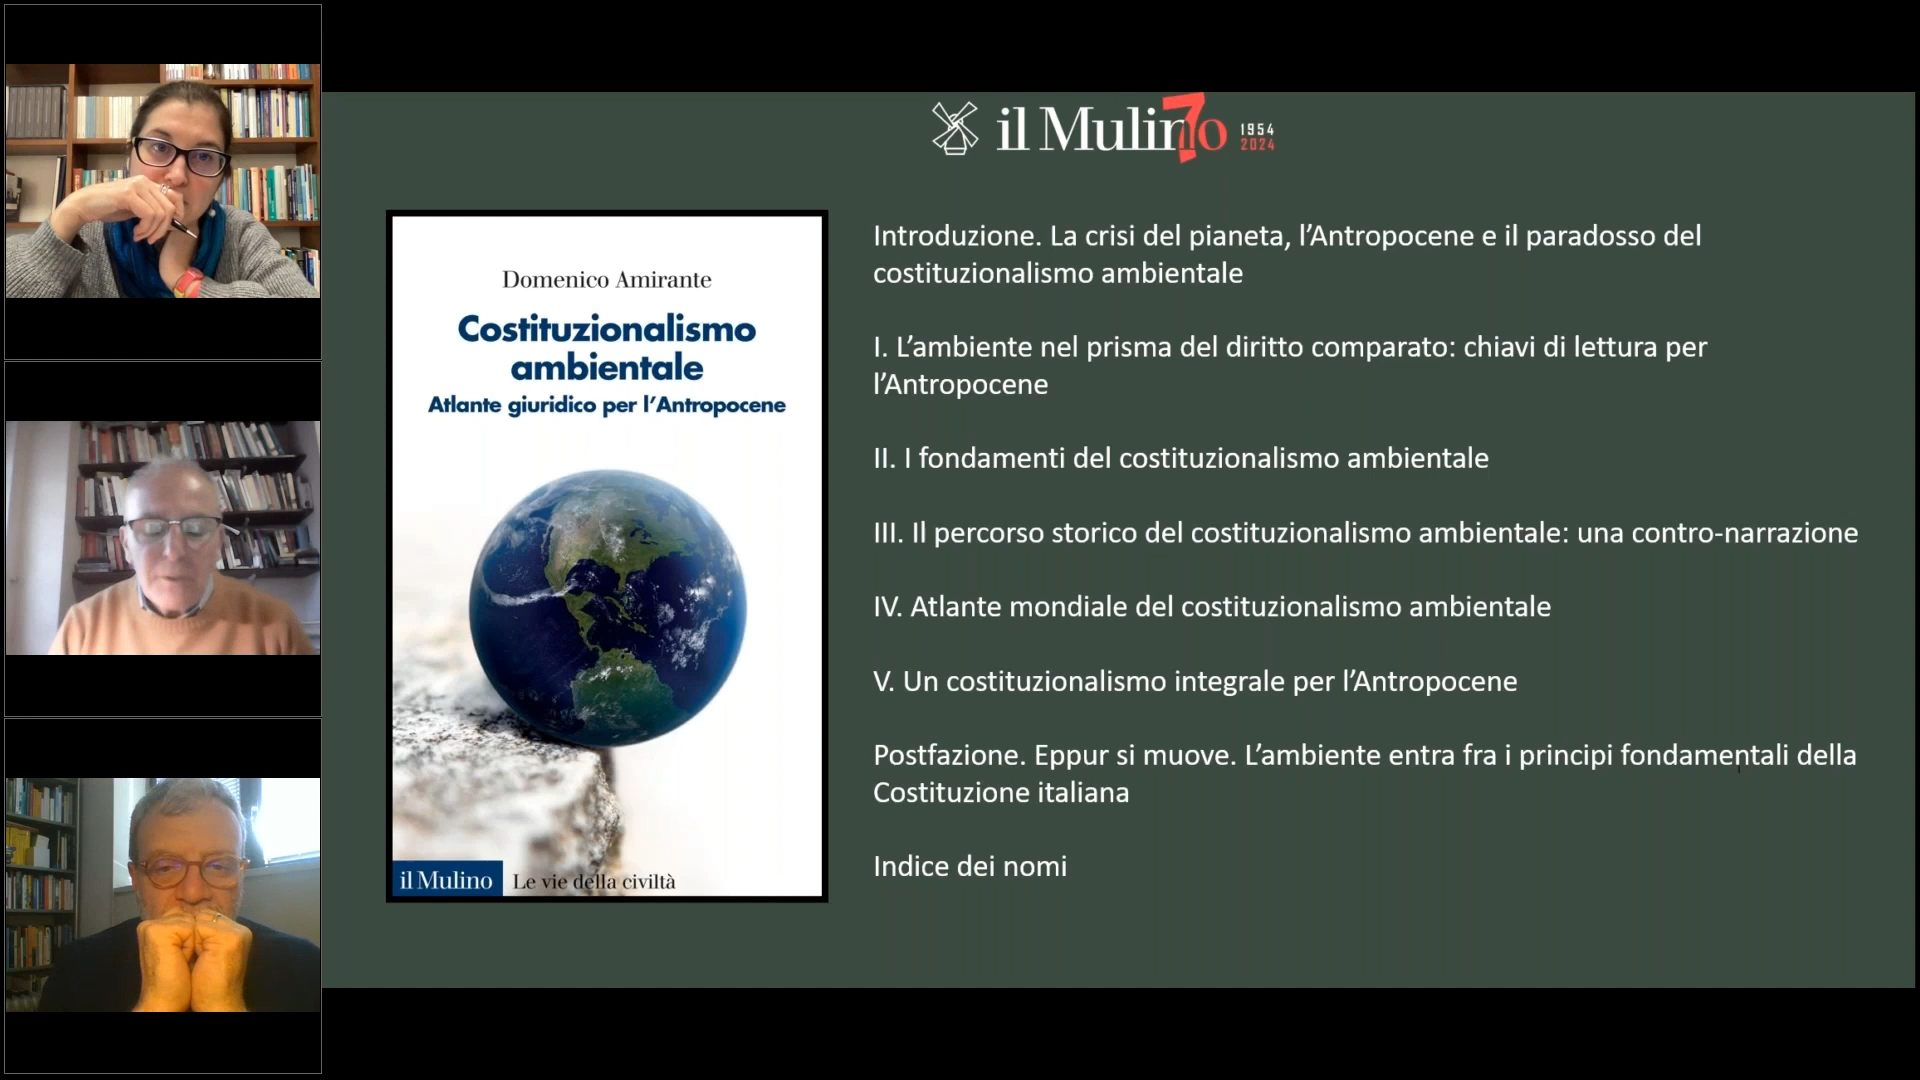 il Mulino
70
1954
2024
Domenico Amirante
Costituzionalismo
ambientale
Atlante giuridico per l'Antropocene
il Mulino
Le vie della civiltà
Introduzione. La crisi del pianeta, l’Antropocene e il paradosso del
costituzionalismo ambientale
I. L’ambiente nel prisma del diritto comparato: chiavi di lettura per
l’Antropocene
II. I fondamenti del costituzionalismo ambientale
III. Il percorso storico del costituzionalismo ambientale: una contro-narrazione
IV. Atlante mondiale del costituzionalismo ambientale
V. Un costituzionalismo integrale per l’Antropocene
Postfazione. Eppur si muove. L’ambiente entra fra i principi fondamentali della
Costituzione italiana
Indice dei nomi